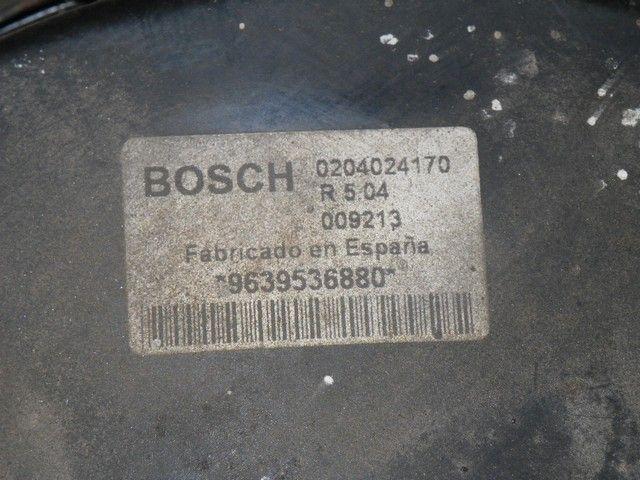 BOSCH 0204024170
R 5.04
009213
Fabricado en España
*9639536880*